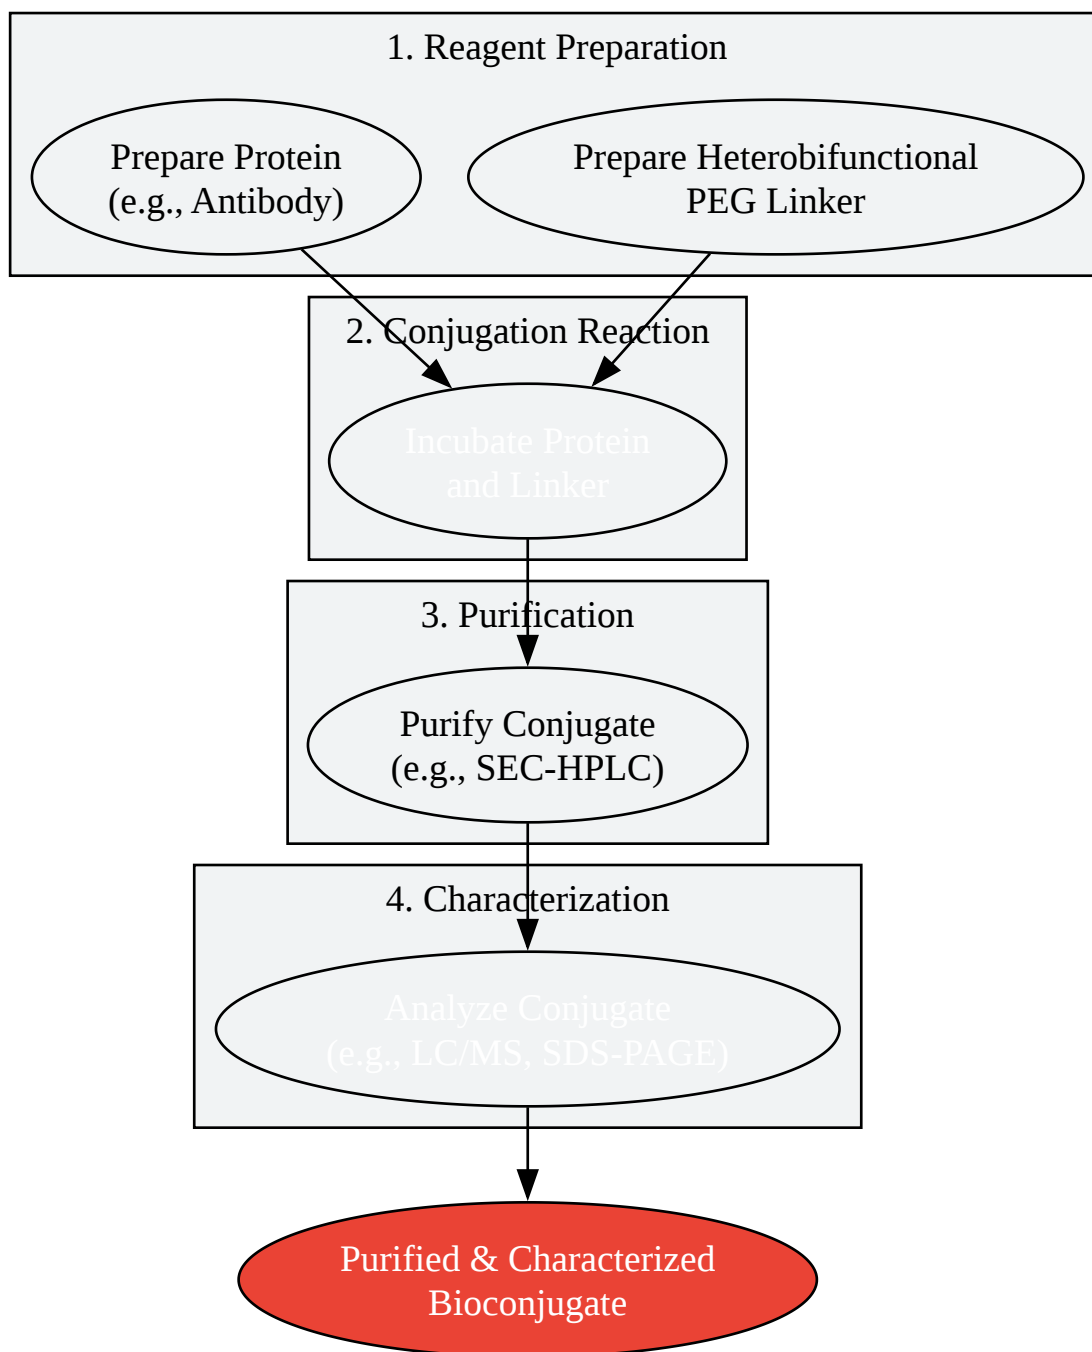 1. Reagent Preparation
Prepare Protein
(e.g., Antibody)
Prepare Heterobifunctional
PEG Linker
2. Conjugation Reaction
Incubate Protein
and Linker
3. Purification
Purify Conjugate
(e.g., SEC-HPLC)
4. Characterization
Analyze Conjugate
(e.g., LC/MS, SDS-PAGE)
Purified & Characterized
Bioconjugate